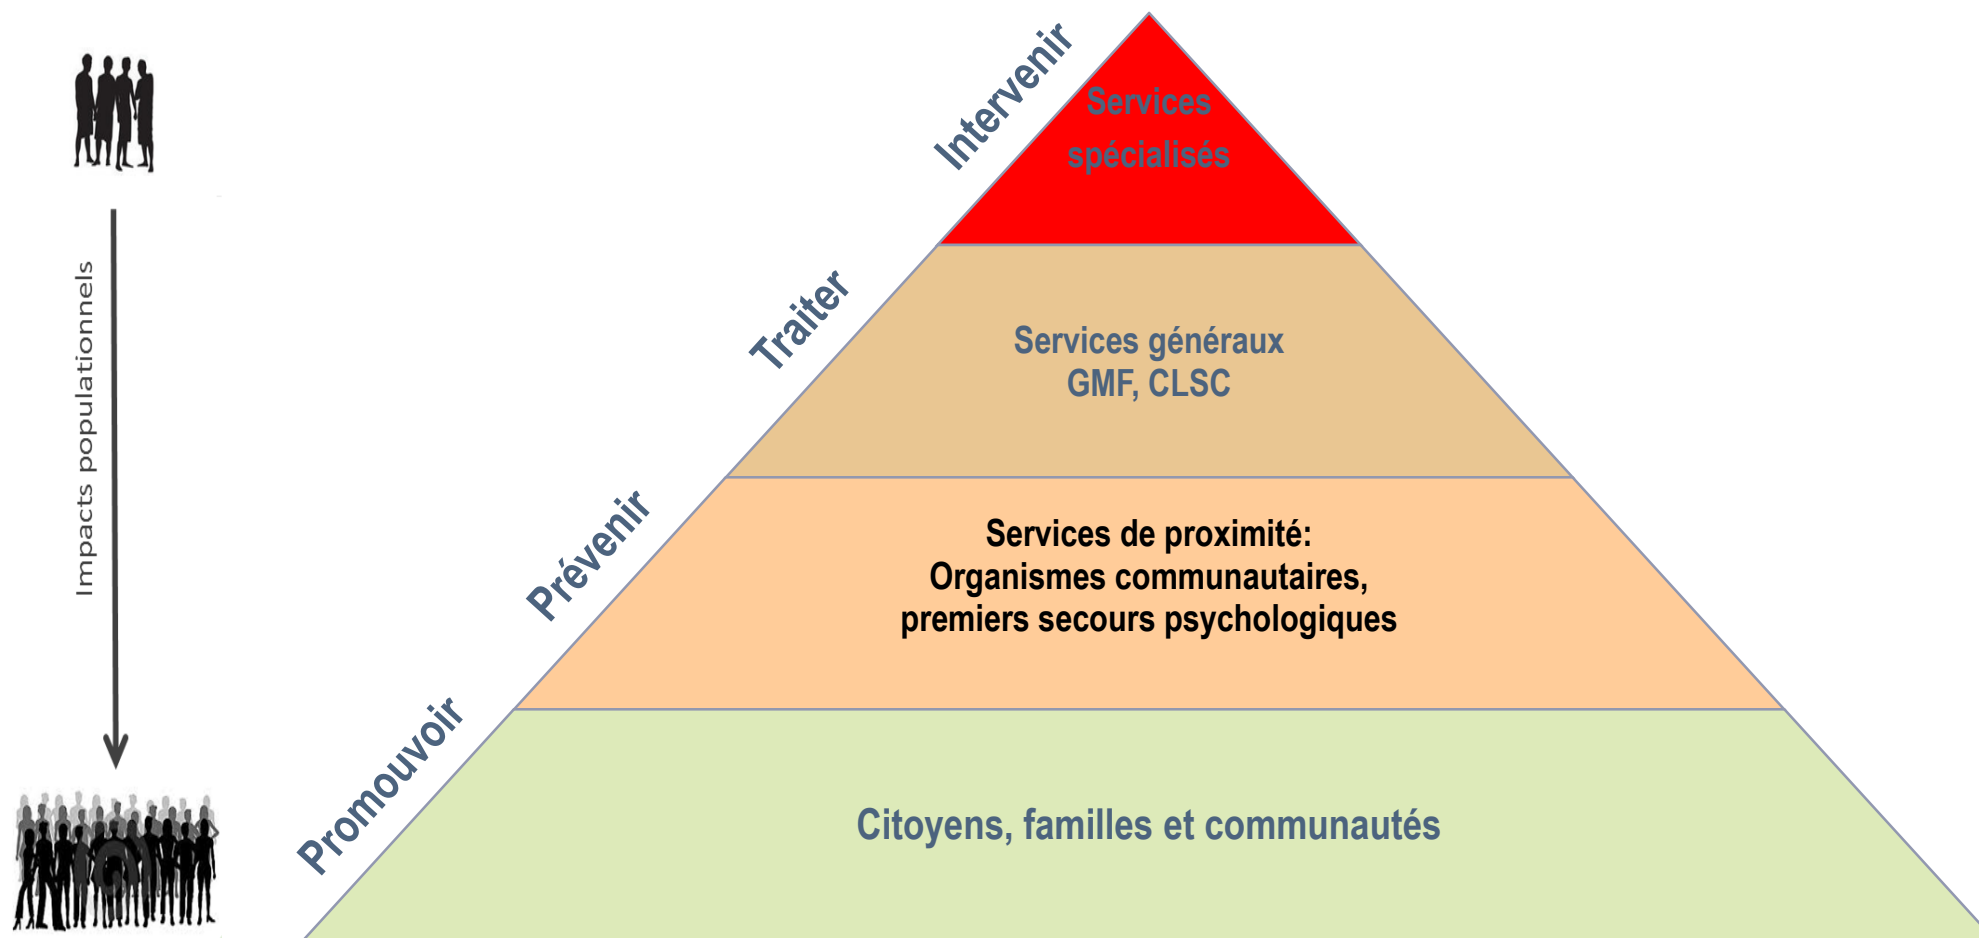 Intervenir
Services
spécialisés
Impacts populationnels
Traiter
Services généraux
GMF, CLSC
Prévenir
Services de proximité:
Organismes communautaires,
premiers secours psychologiques
Promouvoir
Citoyens, familles et communautés